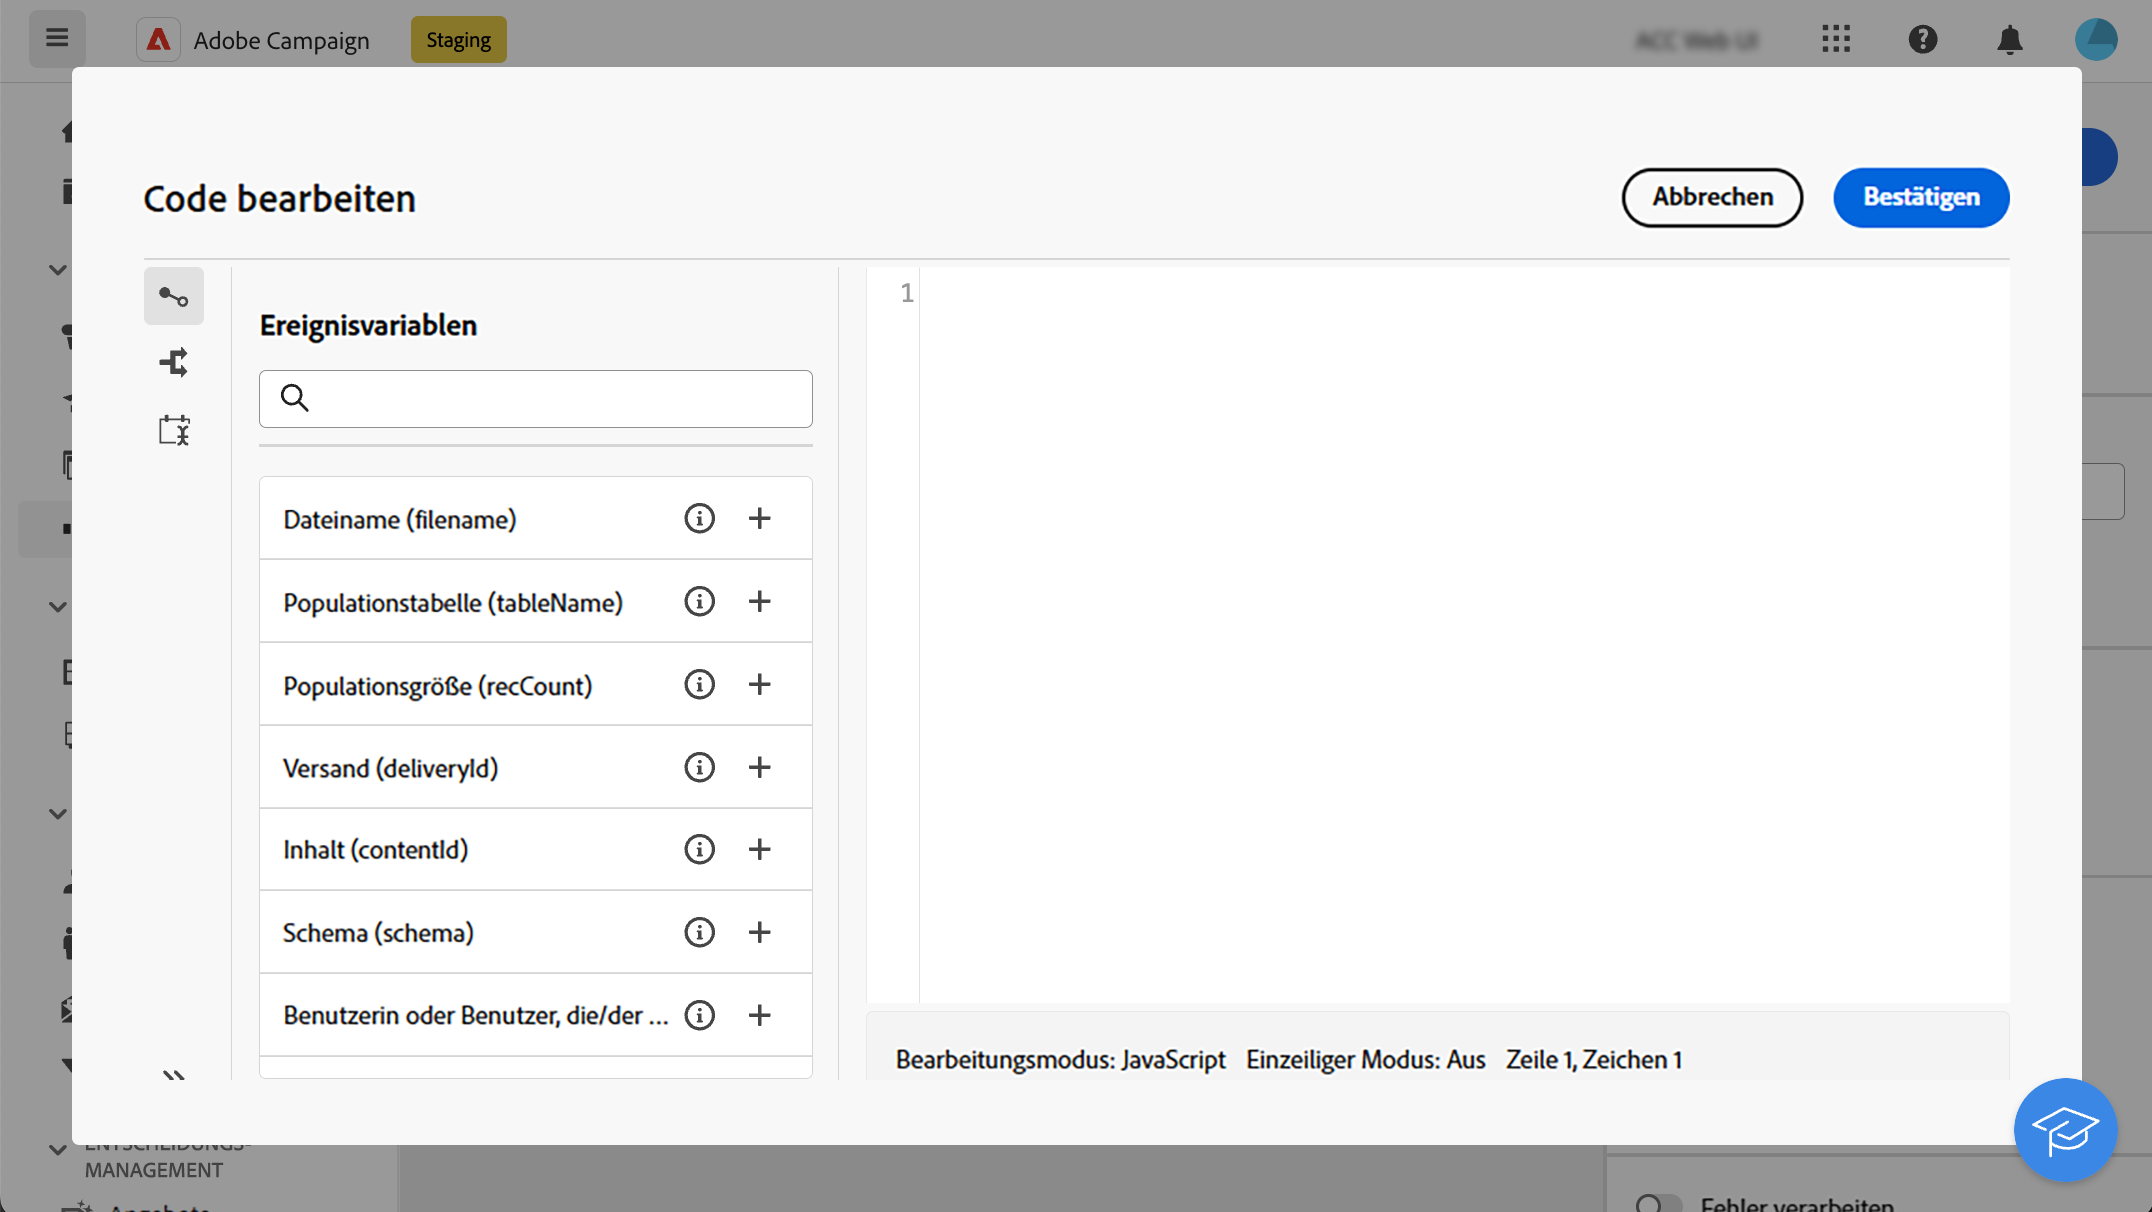 Adobe Campaign
Staging
Code bearbeiten
Abbrechen
Bestätigen
Ereignisvariablen
Dateiname (filename)
Populationstabelle (tableName)
Populationsgröße (recCount)
Versand (deliveryId)
Inhalt (contentId)
Schema (schema)
Benutzerin oder Benutzer, die/der ...
1
Bearbeitungsmodus: JavaScript Einzeiliger Modus: Aus Zeile 1, Zeichen 1
ENTSCHEIDUNGS-
MANAGEMENT
Angebote
Fehler verarbeiten